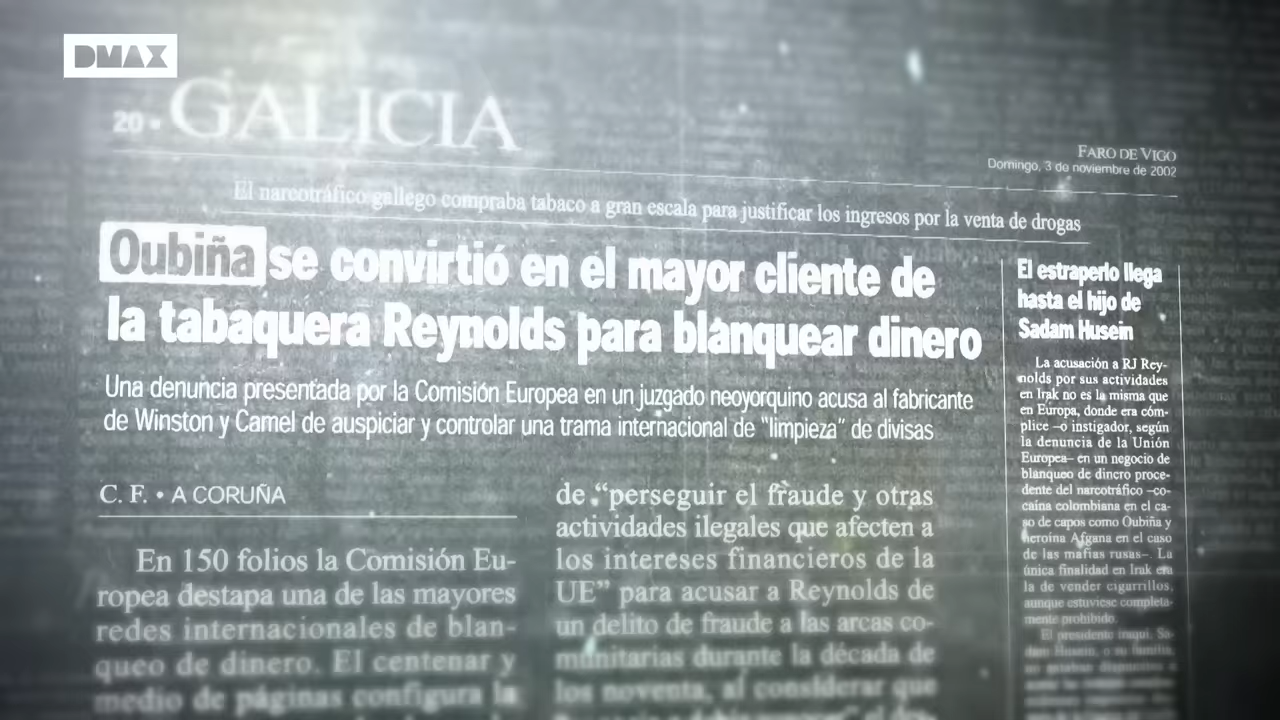 DMAX
20 · GALICIA
FARO DE VIGO
Domingo, 3 de noviembre de 2002
El narcotráfico gallego compraba tabaco a gran escala para justificar los ingresos por la venta de drogas
Oubiña se convirtió en el mayor cliente de
la tabaquera Reynolds para blanquear dinero
Una denuncia presentada por la Comisión Europea en un juzgado neoyorquino acusa al fabricante
de Winston y Camel de auspiciar y controlar una trama internacional de "limpieza" de divisas
C. F. • A CORUÑA
En 150 folios la Comisión Eu-
ropea destapa una de las mayores
redes internacionales de blan-
queo de dinero. El centenar y
medio de páginas configura la
de “perseguir el fraude y otras
actividades ilegales que afecten a
los intereses financieros de la
UE” para acusar a Reynolds de
un delito de fraude a las arcas co-
munitarias durante la década de
los noventa, al considerar que
El estraperlo llega
hasta el hijo de
Sadam Husein
La acusación a RJ Rey-
nolds por sus actividades
en Irak no es la misma que
en Europa, donde era cóm-
plice –o instigador, según
la denuncia de la Unión
Europea– en un negocio de
blanqueo de dinero proce-
dente del narcotráfico –co-
caína colombiana en el ca-
so de capos como Oubiña y
heroína Afgana en el caso
de las mafias rusas–. La
única finalidad en Irak era
la de vender cigarrillos,
aunque estuviese completa-
mente prohibido.
El presidente iraquí, Sa-
dam Husein, o su familia,